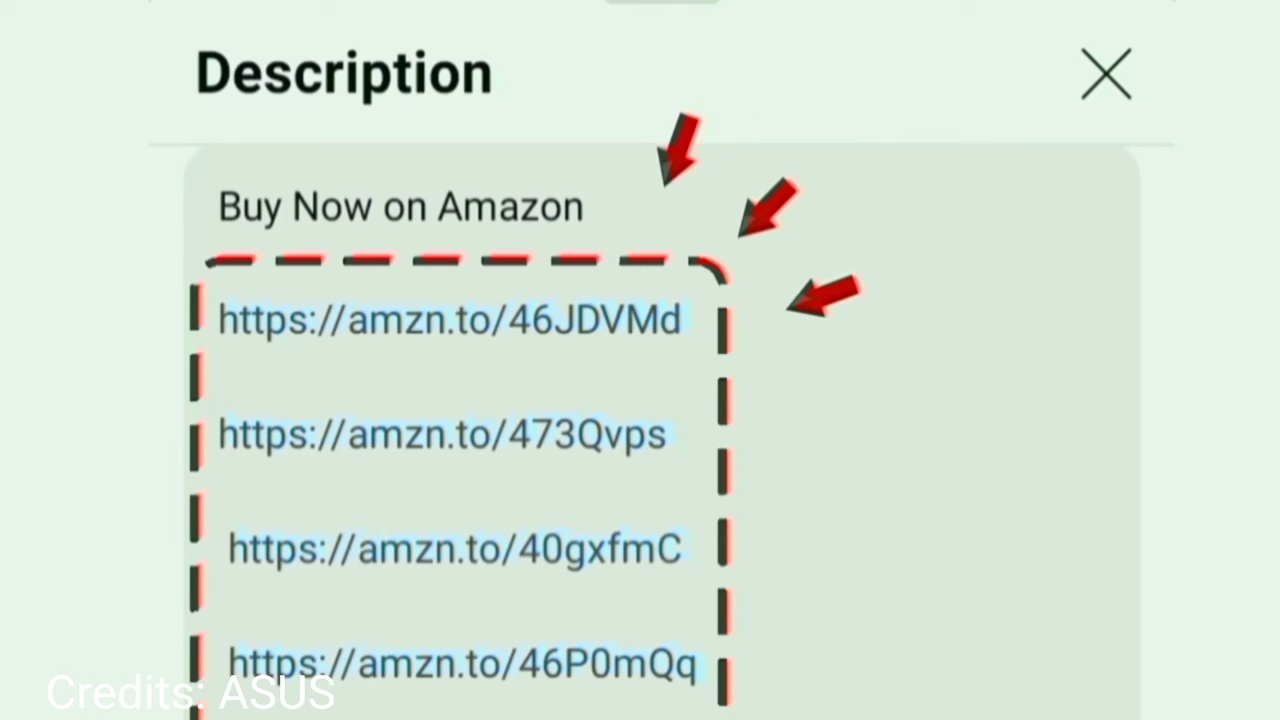 Description
Buy Now on Amazon
https://amzn.to/46JDVMd
https://amzn.to/473Qvps
https://amzn.to/40gxfmC
https://amzn.to/46P0mQq
Credits: ASUS